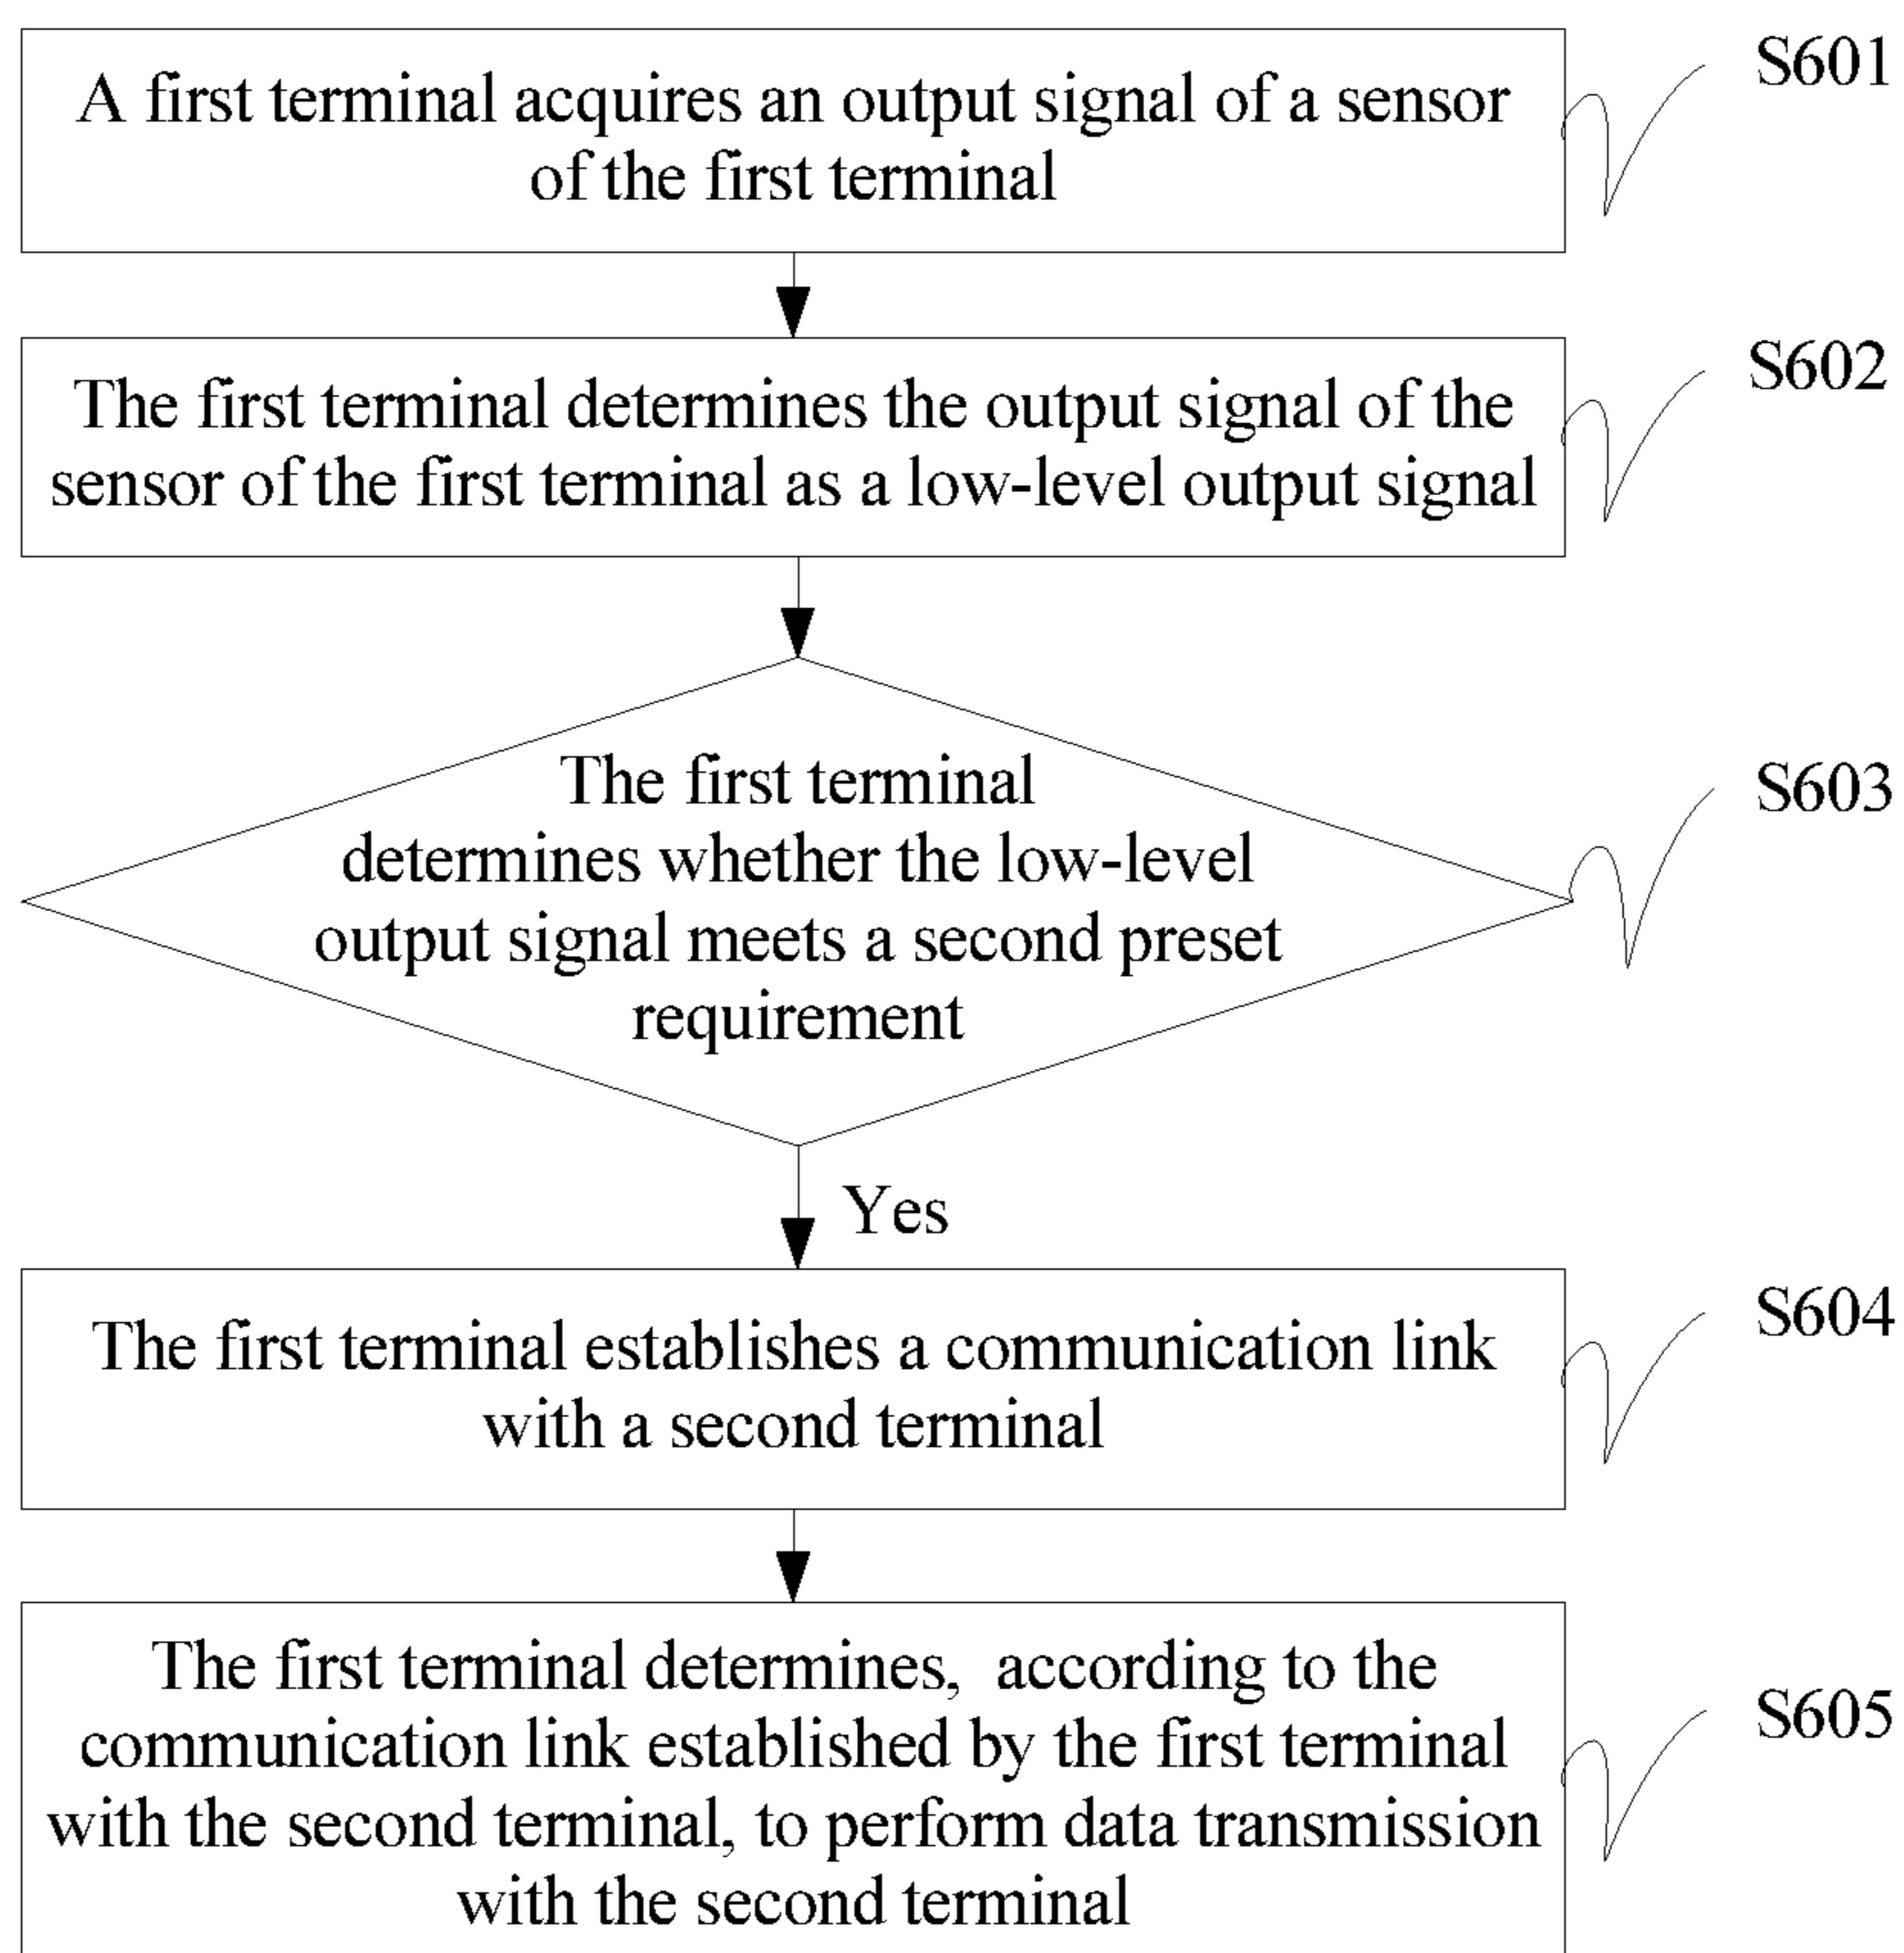 A first terminal acquires an output signal of a sensor
of the first terminal
S601
The first terminal determines the output signal of the
sensor of the first terminal as a low-level output signal
S602
The first terminal
determines whether the low-level
output signal meets a second preset
requirement
S603
Yes
The first terminal establishes a communication link
with a second terminal
S604
The first terminal determines, according to the
communication link established by the first terminal
with the second terminal, to perform data transmission
with the second terminal
S605